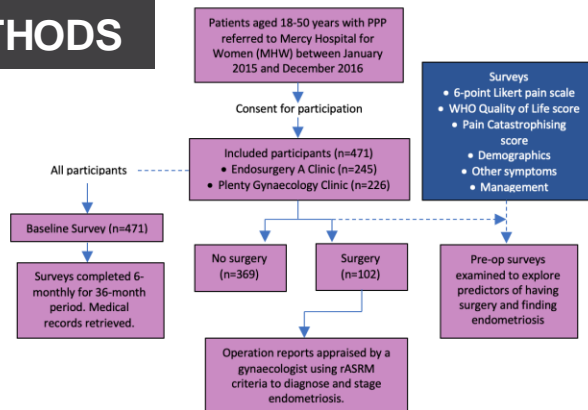 THODS
Patients aged 18-50 years with PPP
referred to Mercy Hospital for
Women (MHW) between January
2015 and December 2016
Consent for participation
Included participants (n=471)
• Endosurgery A Clinic (n=245)
• Plenty Gynaecology Clinic (n=226)
Surveys
• 6-point Likert pain scale
• WHO Quality of Life score
• Pain Catastrophising
score
• Demographics
• Other symptoms
• Management
All participants
Baseline Survey (n=471)
Surveys completed 6-
monthly for 36-month
period. Medical
records retrieved.
No surgery
(n=369)
Surgery
(n=102)
Pre-op surveys
examined to explore
predictors of having
surgery and finding
endometriosis
Operation reports appraised by a
gynaecologist using rASRM
criteria to diagnose and stage
endometriosis.